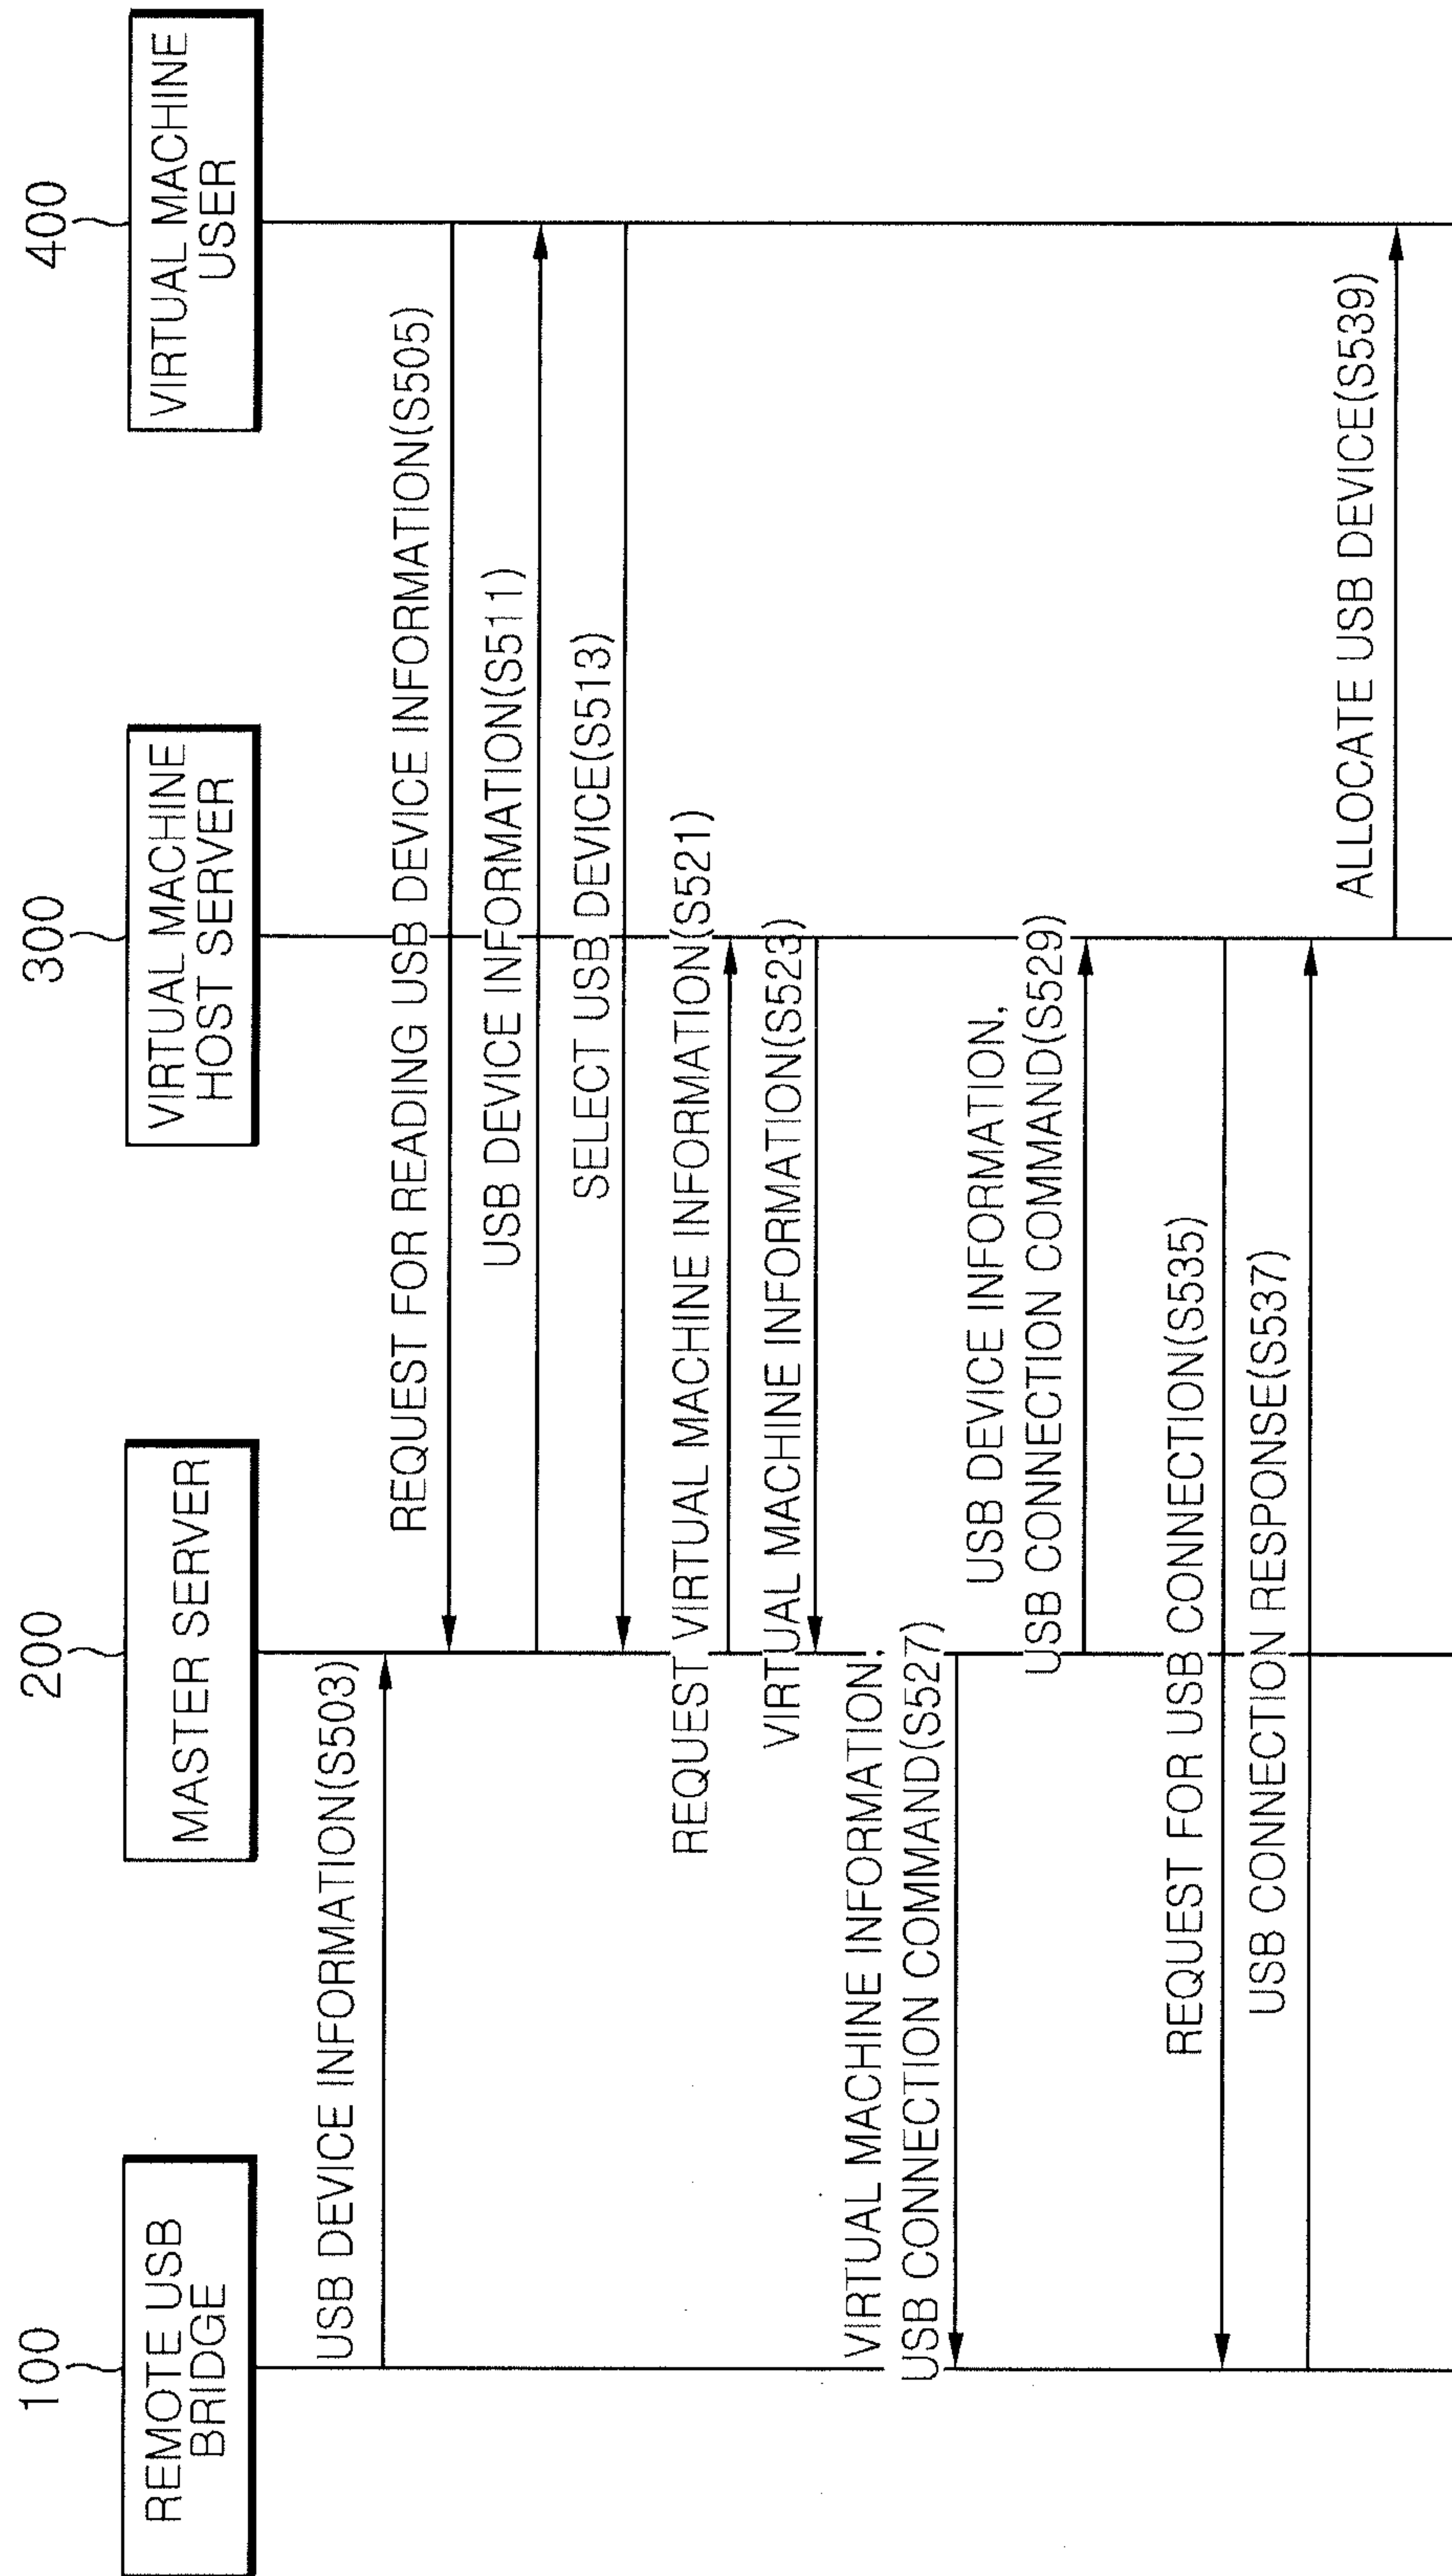 100
REMOTE USB
BRIDGE
200
MASTER SERVER
300
VIRTUAL MACHINE
HOST SERVER
400
VIRTUAL MACHINE
USER
USB DEVICE INFORMATION(S503)
REQUEST FOR READING USB DEVICE INFORMATION(S505)
USB DEVICE INFORMATION(S511)
SELECT USB DEVICE(S513)
REQUEST VIRTUAL MACHINE INFORMATION(S521)
VIRTUAL MACHINE INFORMATION(S523)
VIRTUAL MACHINE INFORMATION,
USB CONNECTION COMMAND(S527)
USB DEVICE INFORMATION,
USB CONNECTION COMMAND(S529)
REQUEST FOR USB CONNECTION(S535)
USB CONNECTION RESPONSE(S537)
ALLOCATE USB DEVICE(S539)